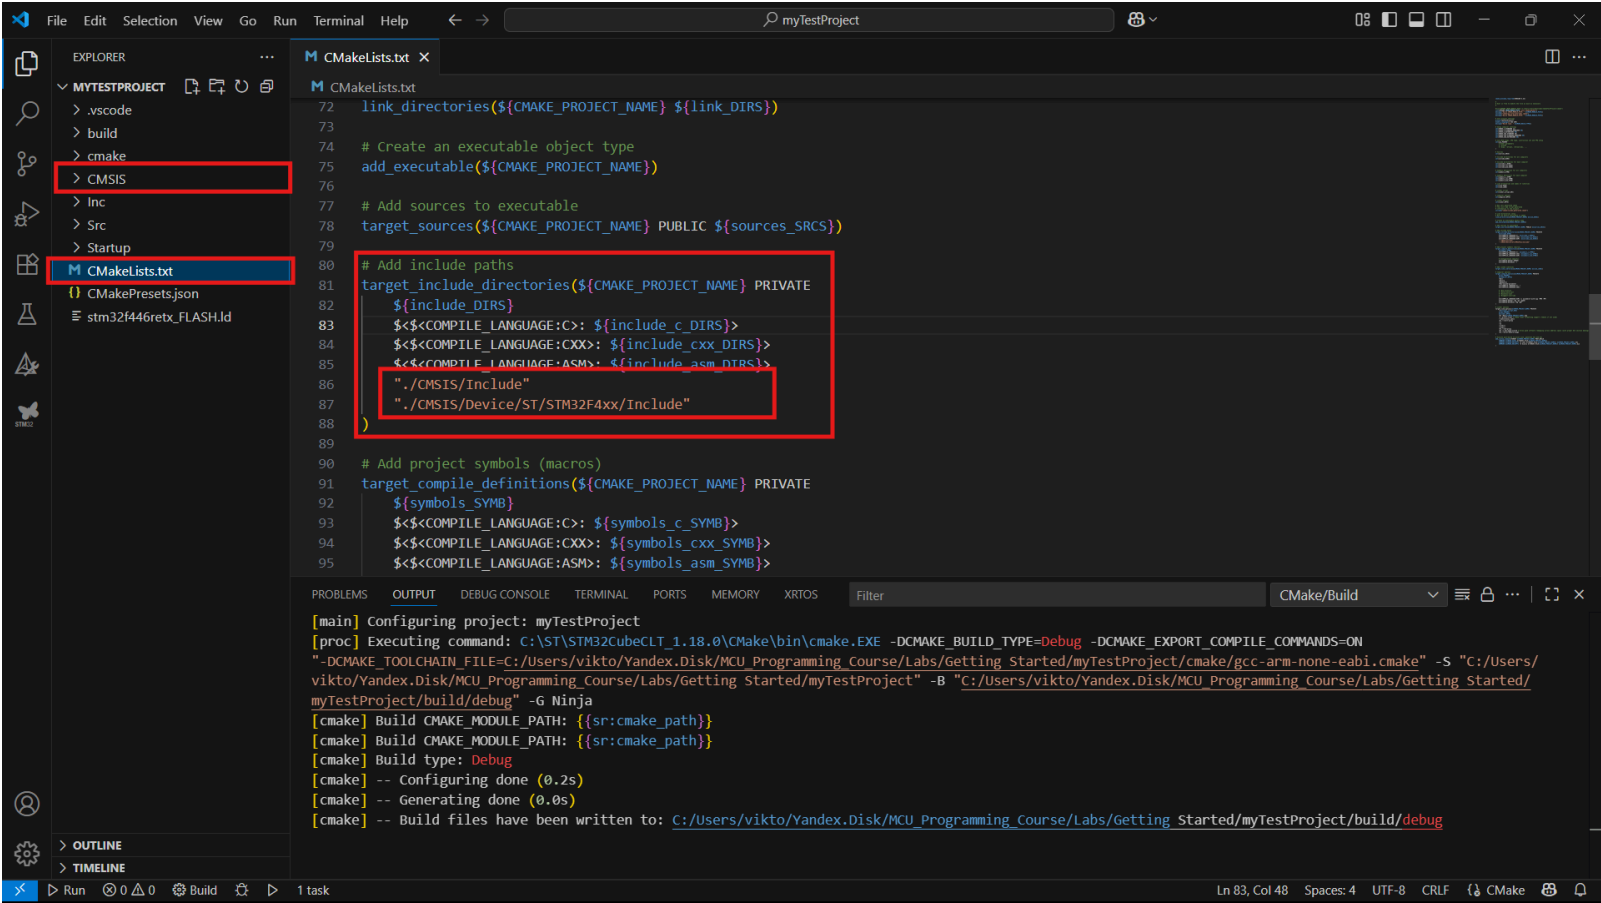 File Edit Selection View Go Run Terminal Help
myTestProject
EXPLORER
MYTESTPROJECT
.vscode
build
cmake
CMSIS
Inc
Src
Startup
M CMakeLists.txt
{} CMakePresets.json
stm32f446retx_FLASH.ld
OUTLINE
TIMELINE
STM32
M CMakeLists.txt
M CMakeLists.txt
72 link_directories(${CMAKE_PROJECT_NAME} ${link_DIRS})
73
74 # Create an executable object type
75 add_executable(${CMAKE_PROJECT_NAME})
76
77 # Add sources to executable
78 target_sources(${CMAKE_PROJECT_NAME} PUBLIC ${sources_SRCS})
79
80 # Add include paths
81 target_include_directories(${CMAKE_PROJECT_NAME} PRIVATE
82 ${include_DIRS}
83 $<$<COMPILE_LANGUAGE:C>: ${include_c_DIRS}>
84 $<$<COMPILE_LANGUAGE:CXX>: ${include_cxx_DIRS}>
85 $<$<COMPILE_LANGUAGE:ASM>: ${include_asm_DIRS}>
86 "./CMSIS/Include"
87 "./CMSIS/Device/ST/STM32F4xx/Include"
88 )
89
90 # Add project symbols (macros)
91 target_compile_definitions(${CMAKE_PROJECT_NAME} PRIVATE
92 ${symbols_SYMB}
93 $<$<COMPILE_LANGUAGE:C>: ${symbols_c_SYMB}>
94 $<$<COMPILE_LANGUAGE:CXX>: ${symbols_cxx_SYMB}>
95 $<$<COMPILE_LANGUAGE:ASM>: ${symbols_asm_SYMB}>
PROBLEMS OUTPUT DEBUG CONSOLE TERMINAL PORTS MEMORY XRTOS Filter CMake/Build
[main] Configuring project: myTestProject
[proc] Executing command: C:\ST\STM32CubeCLT_1.18.0\CMake\bin\cmake.EXE -DCMAKE_BUILD_TYPE=Debug -DCMAKE_EXPORT_COMPILE_COMMANDS=ON
"-DCMAKE_TOOLCHAIN_FILE=C:/Users/vikto/Yandex.Disk/MCU_Programming_Course/Labs/Getting Started/myTestProject/cmake/gcc-arm-none-eabi.cmake" -S "C:/Users/
vikto/Yandex.Disk/MCU_Programming_Course/Labs/Getting Started/myTestProject" -B "C:/Users/vikto/Yandex.Disk/MCU_Programming_Course/Labs/Getting Started/
myTestProject/build/debug" -G Ninja
[cmake] Build CMAKE_MODULE_PATH: {{sr:cmake_path}}
[cmake] Build CMAKE_MODULE_PATH: {{sr:cmake_path}}
[cmake] Build type: Debug
[cmake] -- Configuring done (0.2s)
[cmake] -- Generating done (0.0s)
[cmake] -- Build files have been written to: C:/Users/vikto/Yandex.Disk/MCU_Programming_Course/Labs/Getting Started/myTestProject/build/debug
Run 0 0 Build 1 task Ln 83, Col 48 Spaces: 4 UTF-8 CRLF CMake